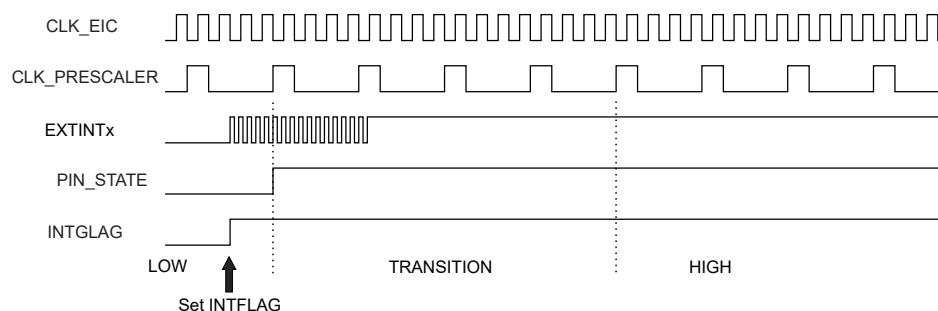 CLK_EIC
CLK_PRESCALER
EXTINTx
PIN_STATE
INTGLAG
LOW TRANSITION HIGH
Set INTFLAG